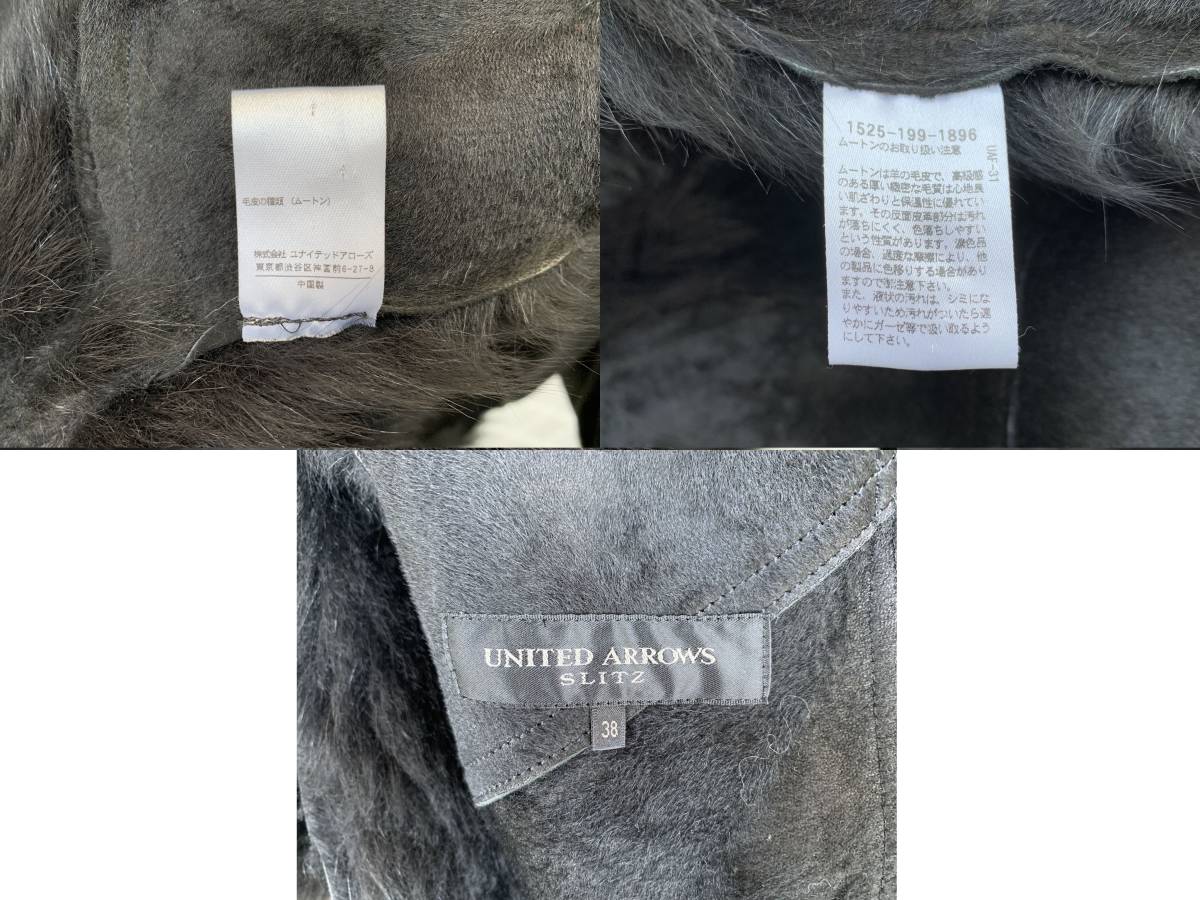 毛皮の種類 (ムートン)
株式会社 ユナイテッドアローズ
東京都渋谷区神宮前6-27-8
中国製
1525-199-1896
ムートンのお取り扱い注意
UAF-31
ムートンは羊の毛皮で、高級感
のある厚い緻密な毛質は心地良
い肌ざわりと保温性に優れてい
ます。その反面皮革部分は汚れ
が落ちにくく、色落ちしやすい
という性質があります。濃色品
の場合、過度な摩擦により、他
の製品に色移りする場合があり
ますので御注意下さい。
また、液状の汚れは、シミにな
りやすいため汚れがついたら速
やかにガーゼ等で吸い取るよう
にして下さい。
UNITED ARROWS
SLITZ
38